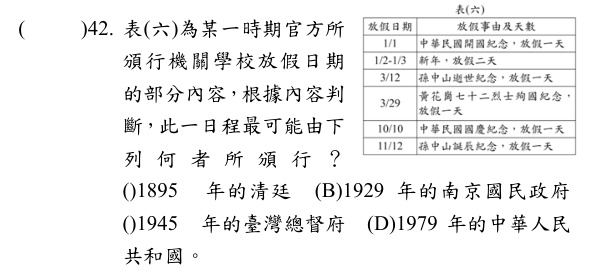 (　　)42. 表(六)為某一時期官方所
頒行機關學校放假日期
的部分內容，根據內容判
斷，此一日程最可能由下
列何者所頒行？
()1895 年的清廷 (B)1929 年的南京國民政府
()1945 年的臺灣總督府 (D)1979 年的中華人民
共和國。
表(六)
放假日期 放假事由及天數
1/1 中華民國開國紀念，放假一天
1/2-1/3 新年，放假二天
3/12 孫中山逝世紀念，放假一天
3/29 黃花崗七十二烈士殉國紀念，
放假一天
10/10 中華民國國慶紀念，放假一天
11/12 孫中山誕辰紀念，放假一天